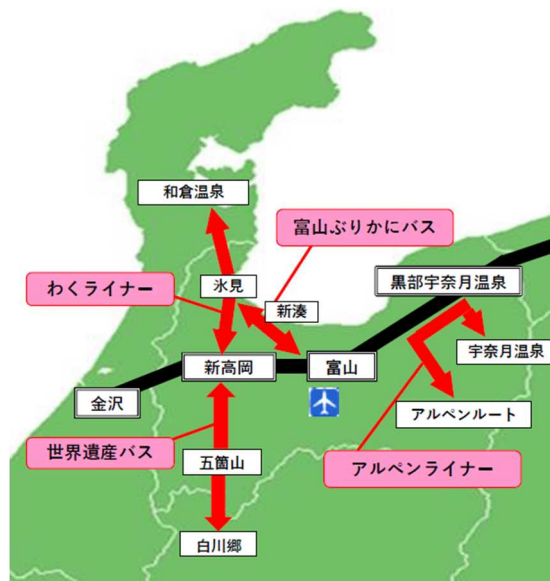 和倉温泉
富山ぶりかにバス
わくライナー
氷見
黒部宇奈月温泉
新湊
宇奈月温泉
新高岡
富山
金沢
アルペンルート
世界遺産バス
五箇山
アルペンライナー
白川郷